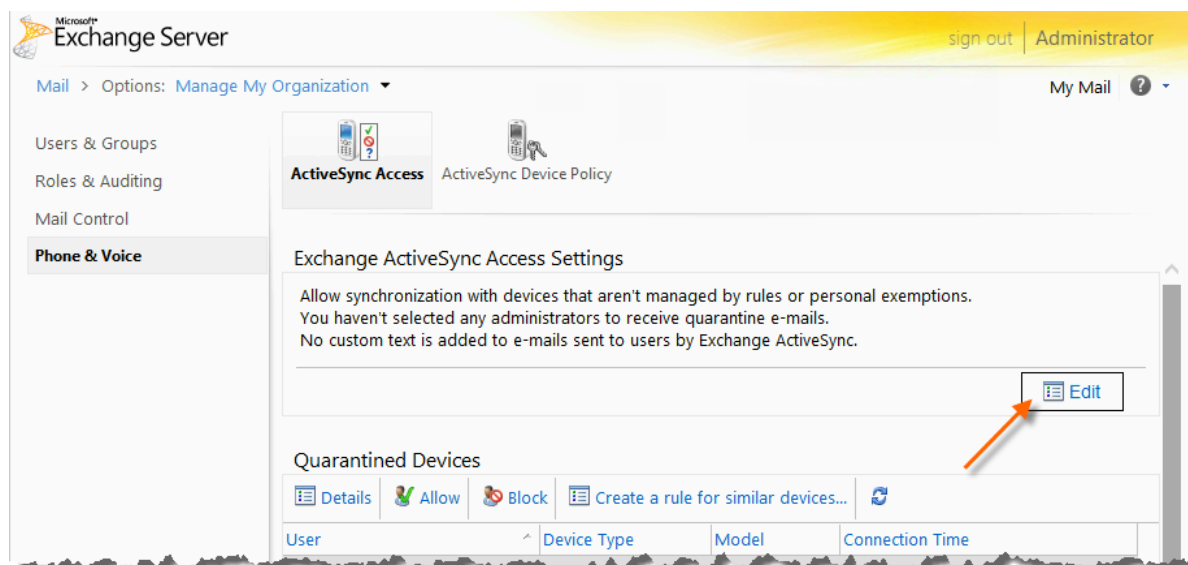 Microsoft®
Exchange Server
sign out | Administrator
Mail > Options: Manage My Organization
My Mail ?
Users & Groups
Roles & Auditing
Mail Control
Phone & Voice
ActiveSync Access
ActiveSync Device Policy
Exchange ActiveSync Access Settings
Allow synchronization with devices that aren't managed by rules or personal exemptions.
You haven't selected any administrators to receive quarantine e-mails.
No custom text is added to e-mails sent to users by Exchange ActiveSync.
Edit
Quarantined Devices
Details Allow Block Create a rule for similar devices...
User Device Type Model Connection Time